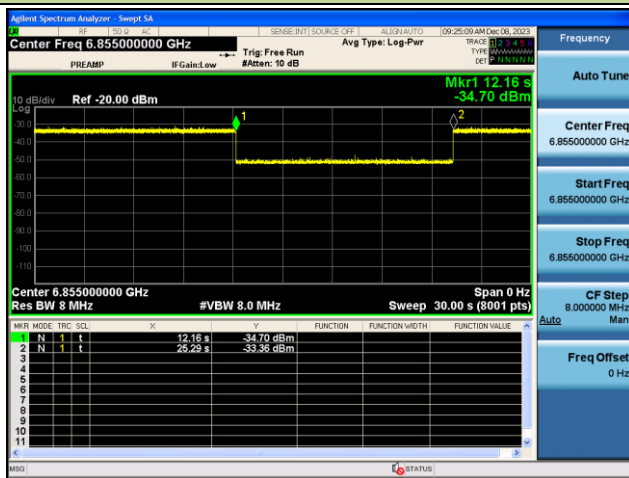 Agilent Spectrum Analyzer - Swept SA
RF 50 Ω AC SENSE:INT SOURCE OFF ALIGN AUTO 09:25:09 AM Dec 08, 2023
Center Freq 6.855000000 GHz
Avg Type: Log-Pwr
TRACE 1 2 3 4 5 6
TYPE
DET P N N N N N
Trig: Free Run
PREAMP IFGain:Low #Atten: 10 dB
Mkr1 12.16 s
-34.70 dBm
10 dB/div Ref -20.00 dBm
Log
1
2
-30.0
-40.0
-50.0
-60.0
-70.0
-80.0
-90.0
-100
-110
Center 6.855000000 GHz Span 0 Hz
Res BW 8 MHz #VBW 8.0 MHz Sweep 30.00 s (8001 pts)
MKR MODE TRC SCL X Y FUNCTION FUNCTION WIDTH FUNCTION VALUE
1 N 1 t 12.16 s -34.70 dBm
2 N 1 t 25.29 s -33.36 dBm
3
4
5
6
7
8
9
10
11
MSG STATUS
Frequency
Auto Tune
Center Freq
6.855000000 GHz
Start Freq
6.855000000 GHz
Stop Freq
6.855000000 GHz
CF Step
8.000000 MHz
Auto Man
Freq Offset
0 Hz